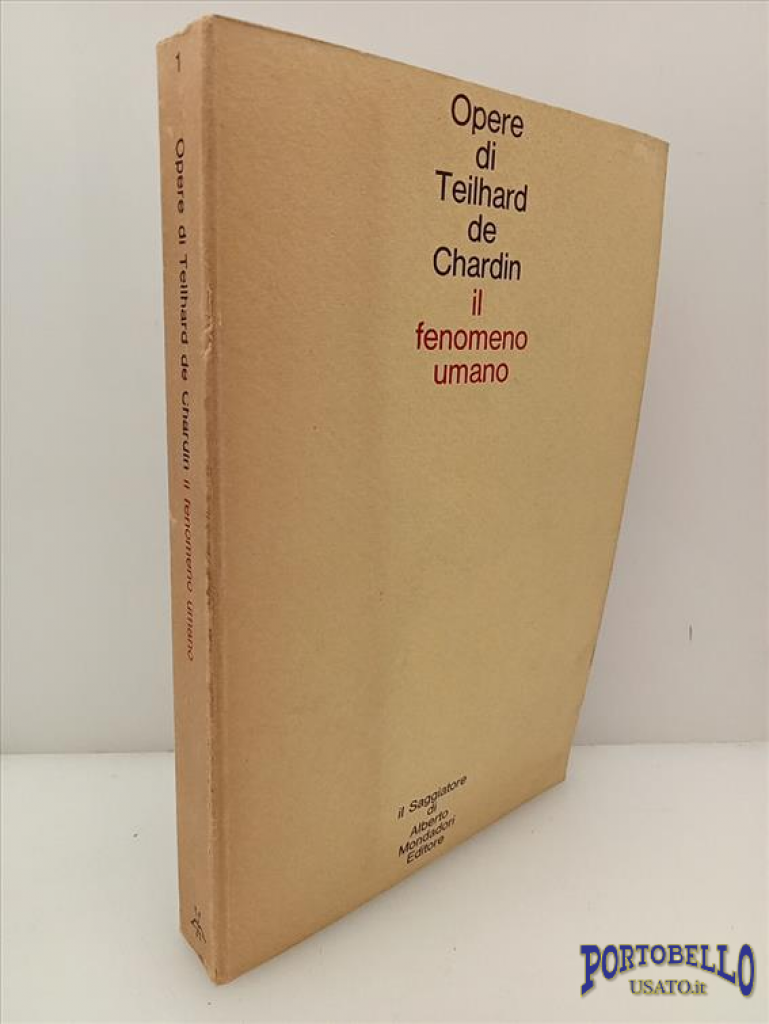 1
Opere di Teilhard de Chardin il fenomeno umano
Opere
di
Teilhard
de
Chardin
il
fenomeno
umano
il Saggiatore
di
Alberto
Mondadori
Editore
PORTOBELLO
USATO.it